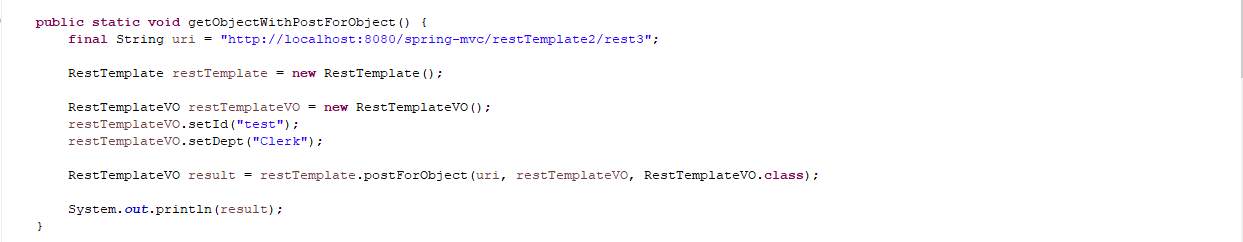 public static void getObjectWithPostForObject() {
    final String uri = "http://localhost:8080/spring-mvc/restTemplate2/rest3";
    RestTemplate restTemplate = new RestTemplate();
    RestTemplateVO restTemplateVO = new RestTemplateVO();
    restTemplateVO.setId("test");
    restTemplateVO.setDept("Clerk");
    RestTemplateVO result = restTemplate.postForObject(uri, restTemplateVO, RestTemplateVO.class);
    System.out.println(result);
}